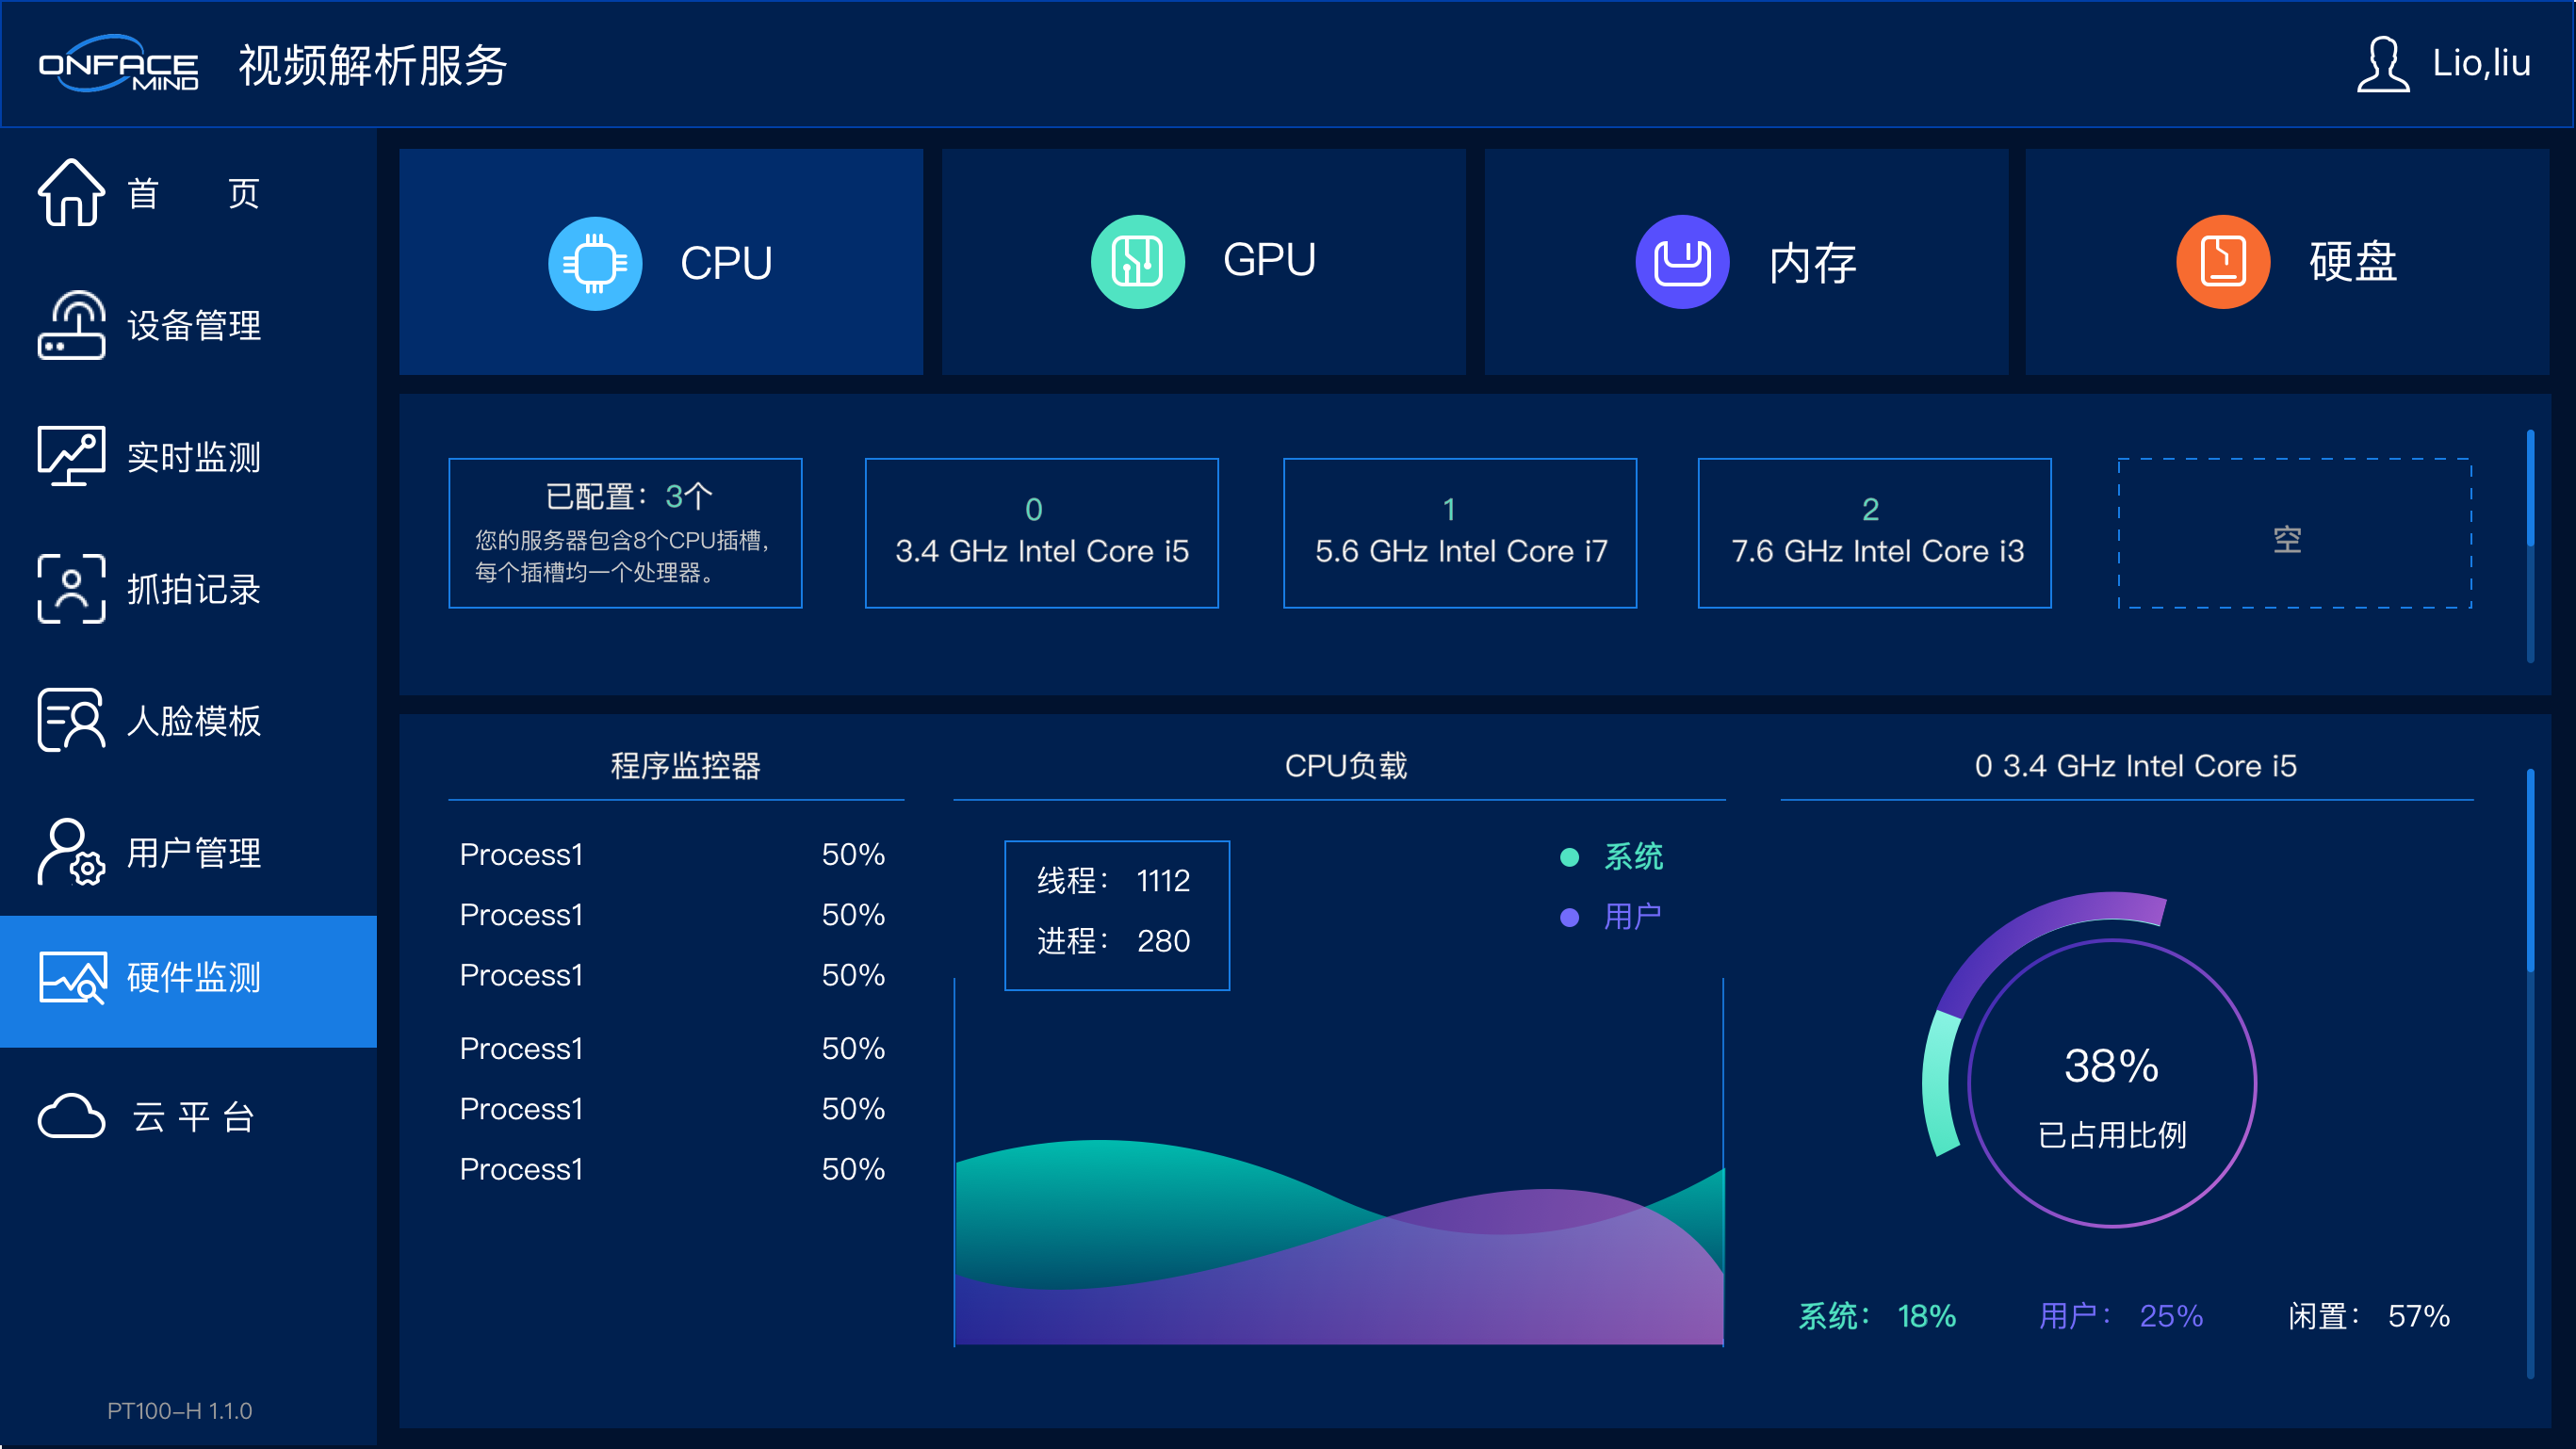 ONFACE
MIND
视频解析服务
Lio,liu
首 页
设备管理
实时监测
抓拍记录
人脸模板
用户管理
硬件监测
云 平 台
PT100-H 1.1.0
CPU
GPU
内存
硬盘
已配置：3个
您的服务器包含8个CPU插槽，
每个插槽均一个处理器。
0
3.4 GHz Intel Core i5
1
5.6 GHz Intel Core i7
2
7.6 GHz Intel Core i3
空
程序监控器
Process1 50%
Process1 50%
Process1 50%
Process1 50%
Process1 50%
Process1 50%
CPU负载
线程： 1112
进程： 280
系统
用户
0 3.4 GHz Intel Core i5
38%
已占用比例
系统： 18%
用户： 25%
闲置： 57%